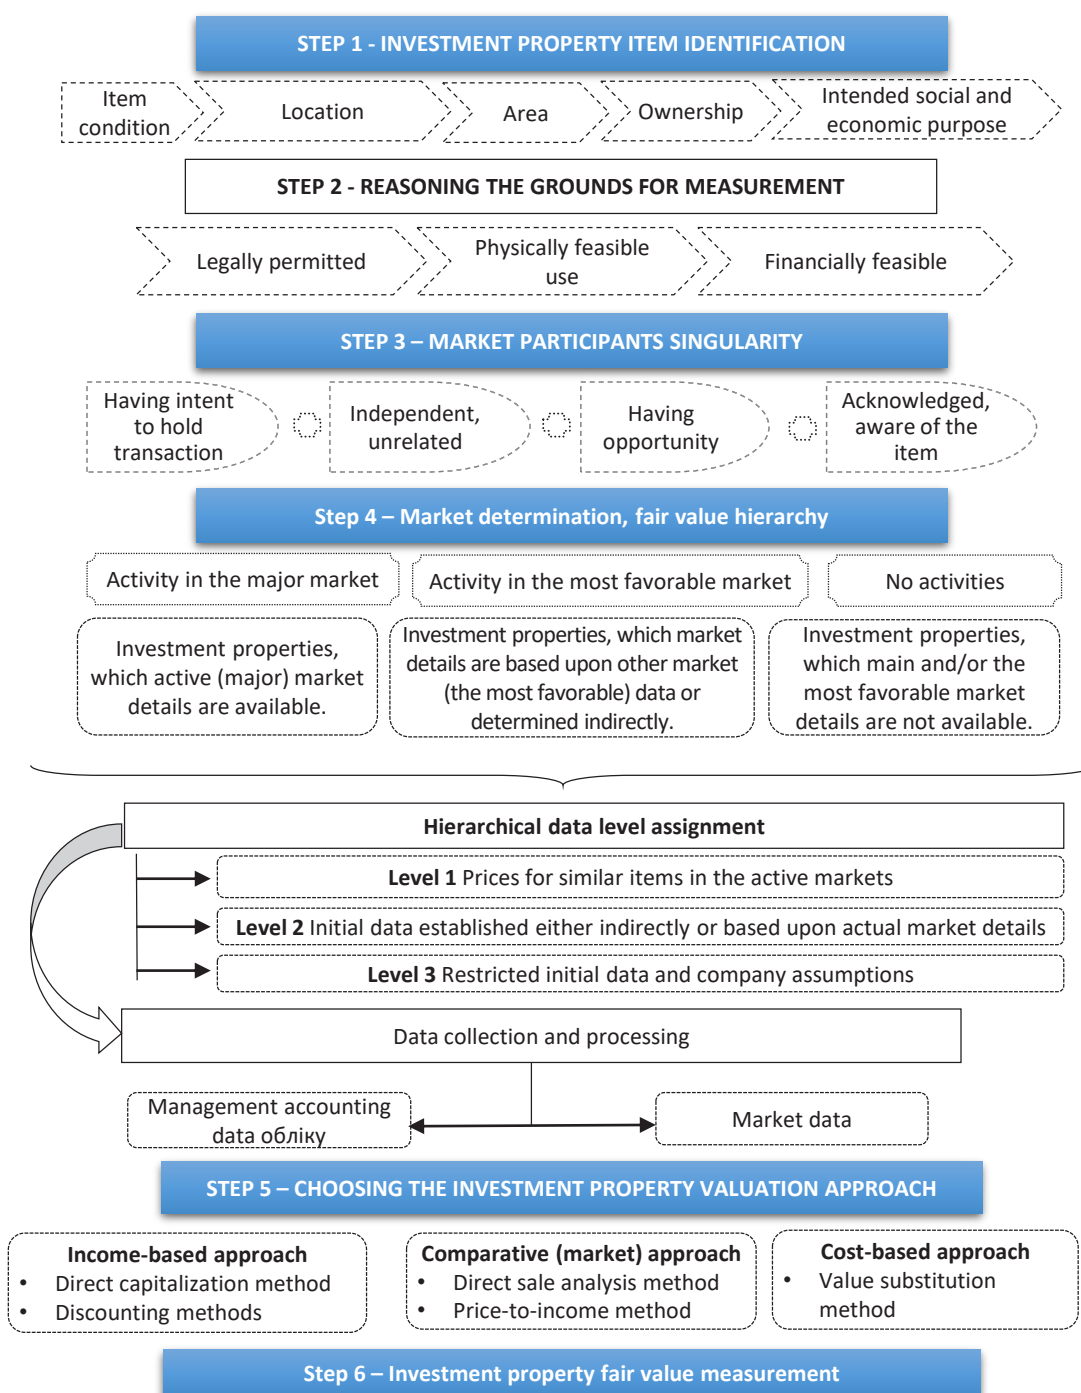 STEP 1 - INVESTMENT PROPERTY ITEM IDENTIFICATION
Item
condition
Location
Area
Ownership
Intended social and
economic purpose
STEP 2 - REASONING THE GROUNDS FOR MEASUREMENT
Legally permitted
Physically feasible
use
Financially feasible
STEP 3 – MARKET PARTICIPANTS SINGULARITY
Having intent
to hold
transaction
Independent,
unrelated
Having
opportunity
Acknowledged,
aware of the
item
Step 4 – Market determination, fair value hierarchy
Activity in the major market
Activity in the most favorable market
No activities
Investment properties,
which active (major) market
details are available.
Investment properties, which market
details are based upon other market
(the most favorable) data or
determined indirectly.
Investment properties,
which main and/or the
most favorable market
details are not available.
Hierarchical data level assignment
Level 1 Prices for similar items in the active markets
Level 2 Initial data established either indirectly or based upon actual market details
Level 3 Restricted initial data and company assumptions
Data collection and processing
Management accounting
data обліку
Market data
STEP 5 – CHOOSING THE INVESTMENT PROPERTY VALUATION APPROACH
Income-based approach
• Direct capitalization method
• Discounting methods
Comparative (market) approach
• Direct sale analysis method
• Price-to-income method
Cost-based approach
• Value substitution
method
Step 6 – Investment property fair value measurement